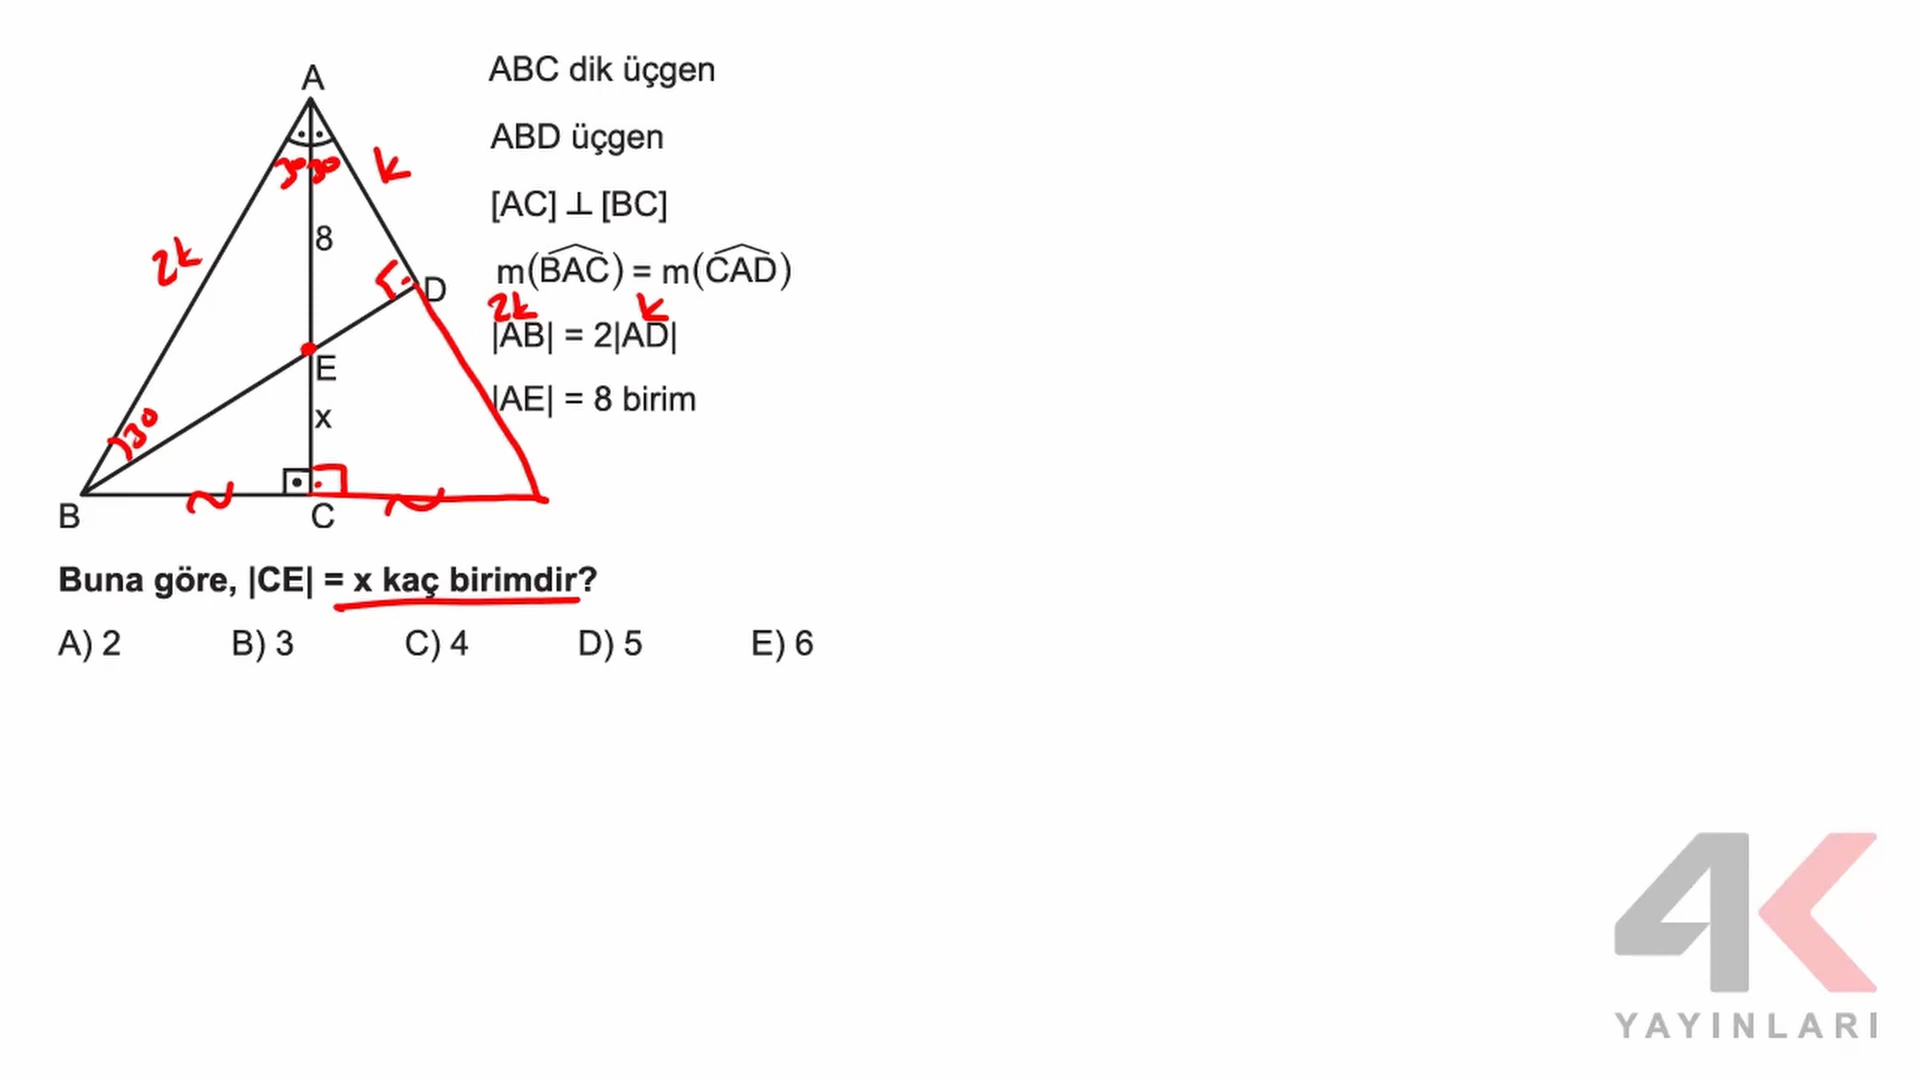 A
ABC dik üçgen
ABD üçgen
30 30
k
[AC] ⊥ [BC]
8
2k
m(BAC) = m(CAD)
D
2k k
|AB| = 2|AD|
E
|AE| = 8 birim
x
30
B
C
Buna göre, |CE| = x kaç birimdir?
A) 2 B) 3 C) 4 D) 5 E) 6
4K
YAYINLARI